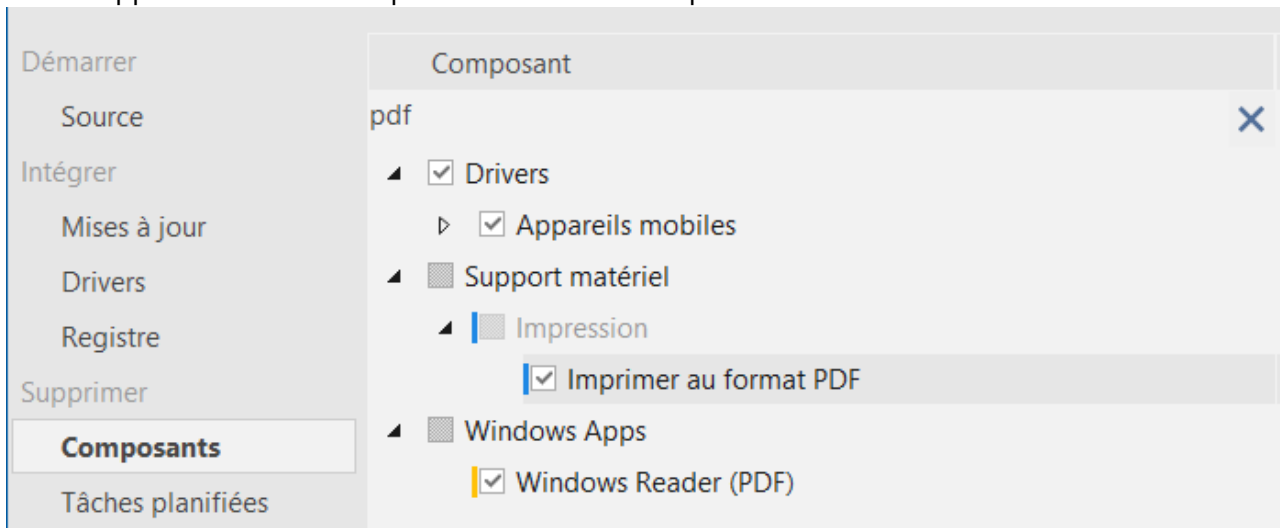 Démarrer
Source
Intégrer
Mises à jour
Drivers
Registre
Supprimer
Composants
Tâches planifiées
Composant
pdf
Drivers
Appareils mobiles
Support matériel
Impression
Imprimer au format PDF
Windows Apps
Windows Reader (PDF)